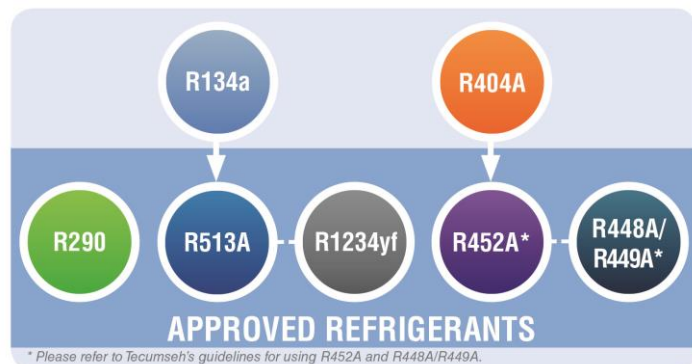 R134a
R404A
R290
R513A
R1234yf
R452A*
R448A/
R449A*
APPROVED REFRIGERANTS
* Please refer to Tecumseh's guidelines for using R452A and R448A/R449A.